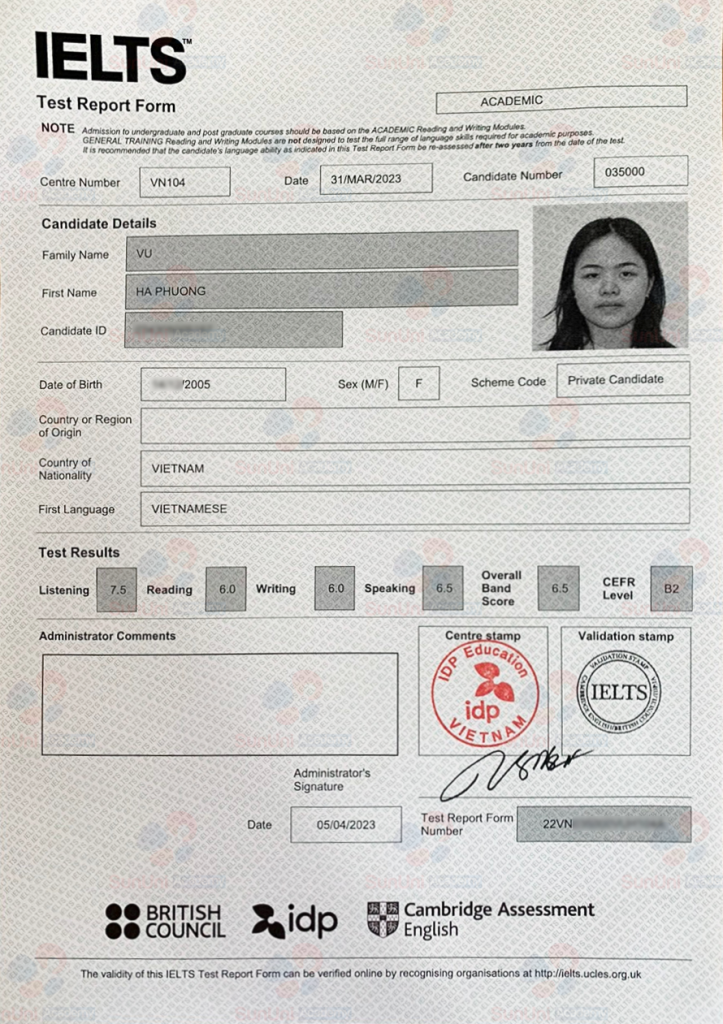 IELTS™
Test Report Form
ACADEMIC
NOTE Admission to undergraduate and post graduate courses should be based on the ACADEMIC Reading and Writing Modules.
GENERAL TRAINING Reading and Writing Modules are not designed to test the full range of language skills required for academic purposes.
It is recommended that the candidate's language ability as indicated in this Test Report Form be re-assessed after two years from the date of the test.
Centre Number VN104 Date 31/MAR/2023 Candidate Number 035000
Candidate Details
Family Name VU
First Name HA PHUONG
Candidate ID
Date of Birth /2005 Sex (M/F) F Scheme Code Private Candidate
Country or Region
of Origin
Country of
Nationality VIETNAM
First Language VIETNAMESE
Test Results
Listening 7.5 Reading 6.0 Writing 6.0 Speaking 6.5 Overall Band Score 6.5 CEFR Level B2
Administrator Comments
Centre stamp
IDP Education
idp
VIETNAM
Validation stamp
VALIDATION STAMP
IELTS
Administrator's
Signature
Date 05/04/2023
Test Report Form
Number 22VN
BRITISH
COUNCIL
idp
Cambridge Assessment
English
The validity of this IELTS Test Report Form can be verified online by recognising organisations at http://ielts.ucles.org.uk